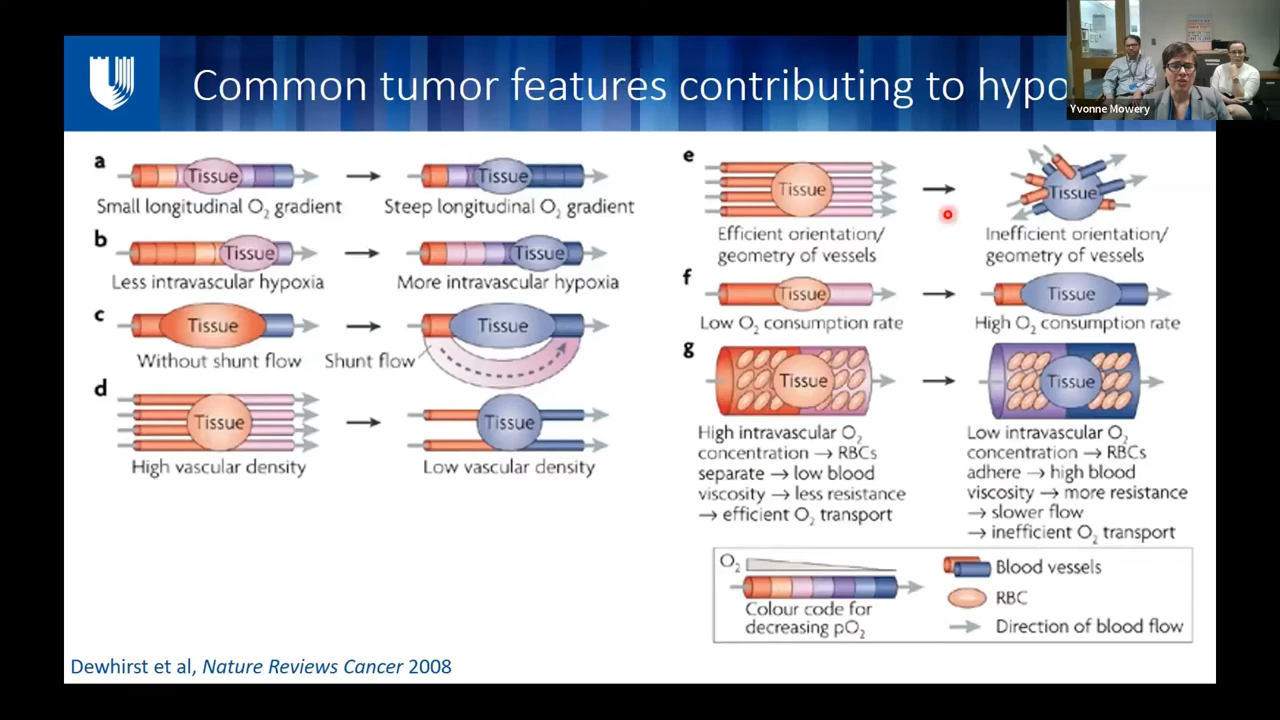 Common tumor features contributing to hypo
Yvonne Mowery
a
Tissue
Tissue
Small longitudinal O₂ gradient
Steep longitudinal O₂ gradient
b
Tissue
Tissue
Less intravascular hypoxia
More intravascular hypoxia
c
Tissue
Tissue
Without shunt flow
Shunt flow
d
Tissue
Tissue
High vascular density
Low vascular density
e
Tissue
Tissue
Efficient orientation/
geometry of vessels
Inefficient orientation/
geometry of vessels
f
Tissue
Tissue
Low O₂ consumption rate
High O₂ consumption rate
g
Tissue
Tissue
High intravascular O₂
concentration → RBCs
separate → low blood
viscosity → less resistance
→ efficient O₂ transport
Low intravascular O₂
concentration → RBCs
adhere → high blood
viscosity → more resistance
→ slower flow
→ inefficient O₂ transport
O₂
Colour code for
decreasing pO₂
Blood vessels
RBC
Direction of blood flow
Dewhirst et al, Nature Reviews Cancer 2008